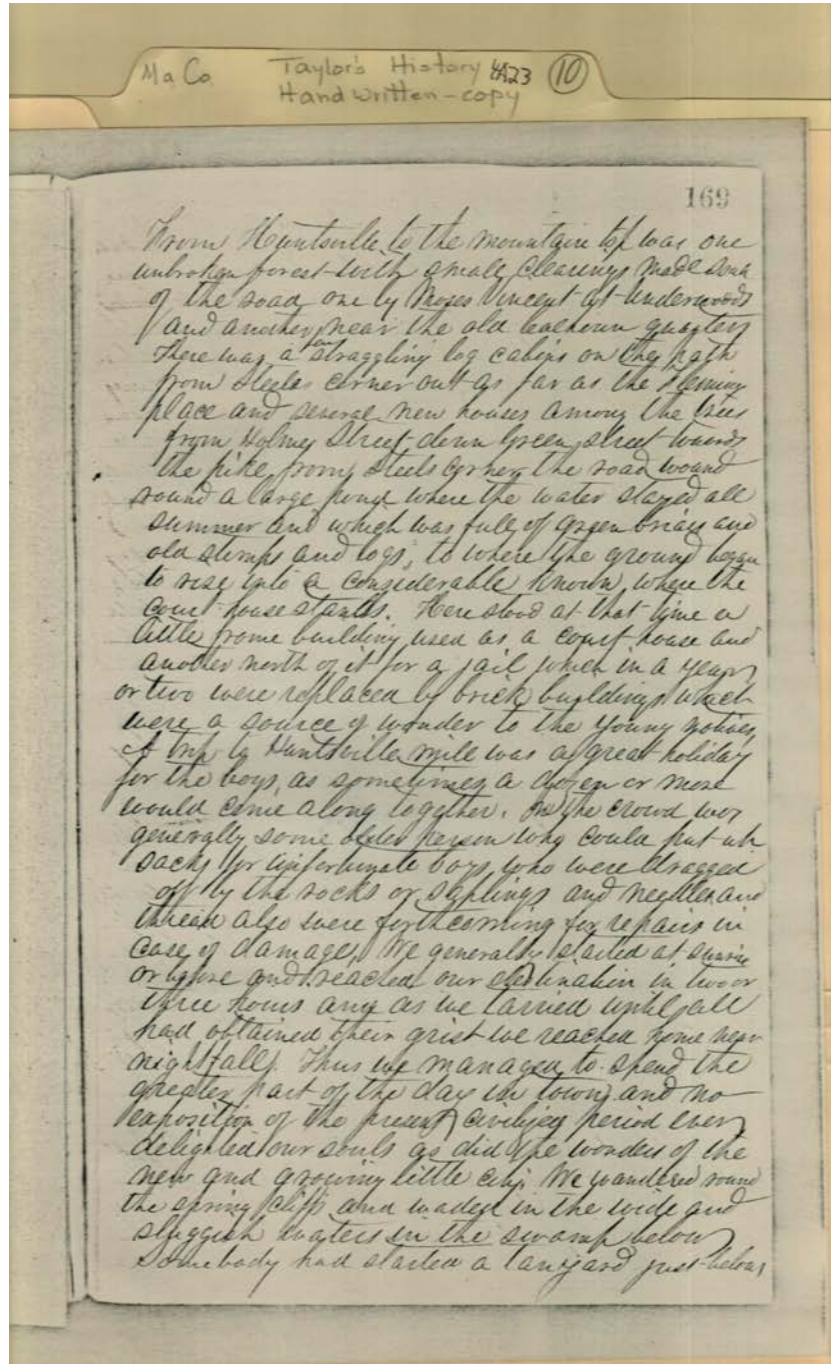 Ma Co Taylor's History 4A23 10
Handwritten - copy
169
From Huntsville to the mountain top was one
unbroken forest with small clearings made south
of the road one by Moses Vincent at Underwoods
and another near the old Calhoun quarters
There was a straggling log cabins on the path
from Steeles corner out as far as the Fleming
place and several new houses among the trees
from Holmes Street down Green street towards
the pike, from Steels corner the road wound
round a large pond where the water stayed all
summer and which was full of green briars and
old stumps and logs, to where the ground began
to rise into a considerable where the
court house stands. Here stood at that time a
little frame building used as a court house and
another north of it for a jail which in a year
or two were replaced by brick buildings which
were a source of wonder to the young natives
A trip to Huntsville mill was a great holiday
for the boys, as sometimes a dozen or more
would come along together. In the crowd was
generally some older person who could put up
sacks for unfortunate boys who were dragged
off by the rocks or saplings and needles and
thread also were forthcoming for repairs in
case of damage. We generally started at sunrise
or before and reached our destination in two or
three hours and as we tarried until all
had obtained their grist we reached home near
nightfall. Thus we managed to spend the
greater part of the day in town and no
exposition of the present civilized period ever
delighted our souls as did the wonders of the
new and growing little city. We wandered round
the spring cliffs and waded in the wide and
sluggish waters in the swamp below
Somebody had started a tanyard just below